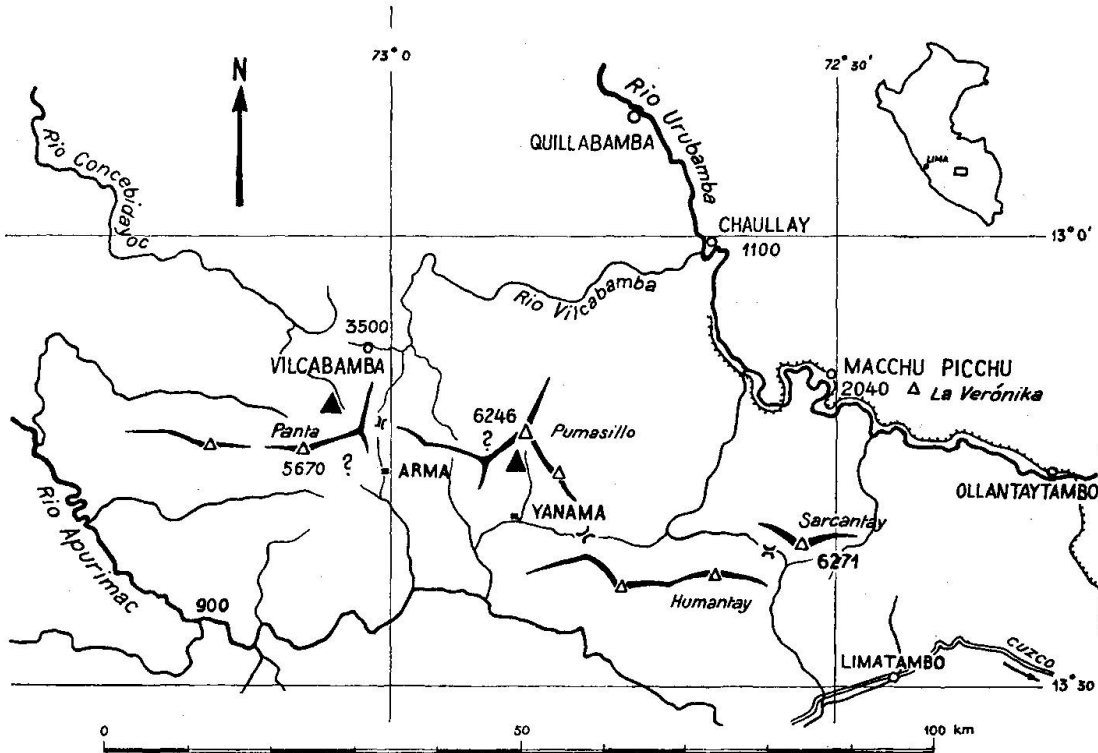 73° 0
72° 30'
N
Rio Urubamba
Rio Concebidayoc
QUILLABAMBA
LIMA
CHAULLAY
1100
13° 0'
Rio Vilcabamba
3500
VILCABAMBA
MACCHU PICCHU
2040
La Verónika
6246
Panta
?
Pumasillo
5670
?
ARMA
OLLANTAYTAMBO
YANAMA
Sarcantay
6271
Rio Apurimac
Humantay
900
LIMATAMBO
CUZCO
13° 30
0
50
100 km